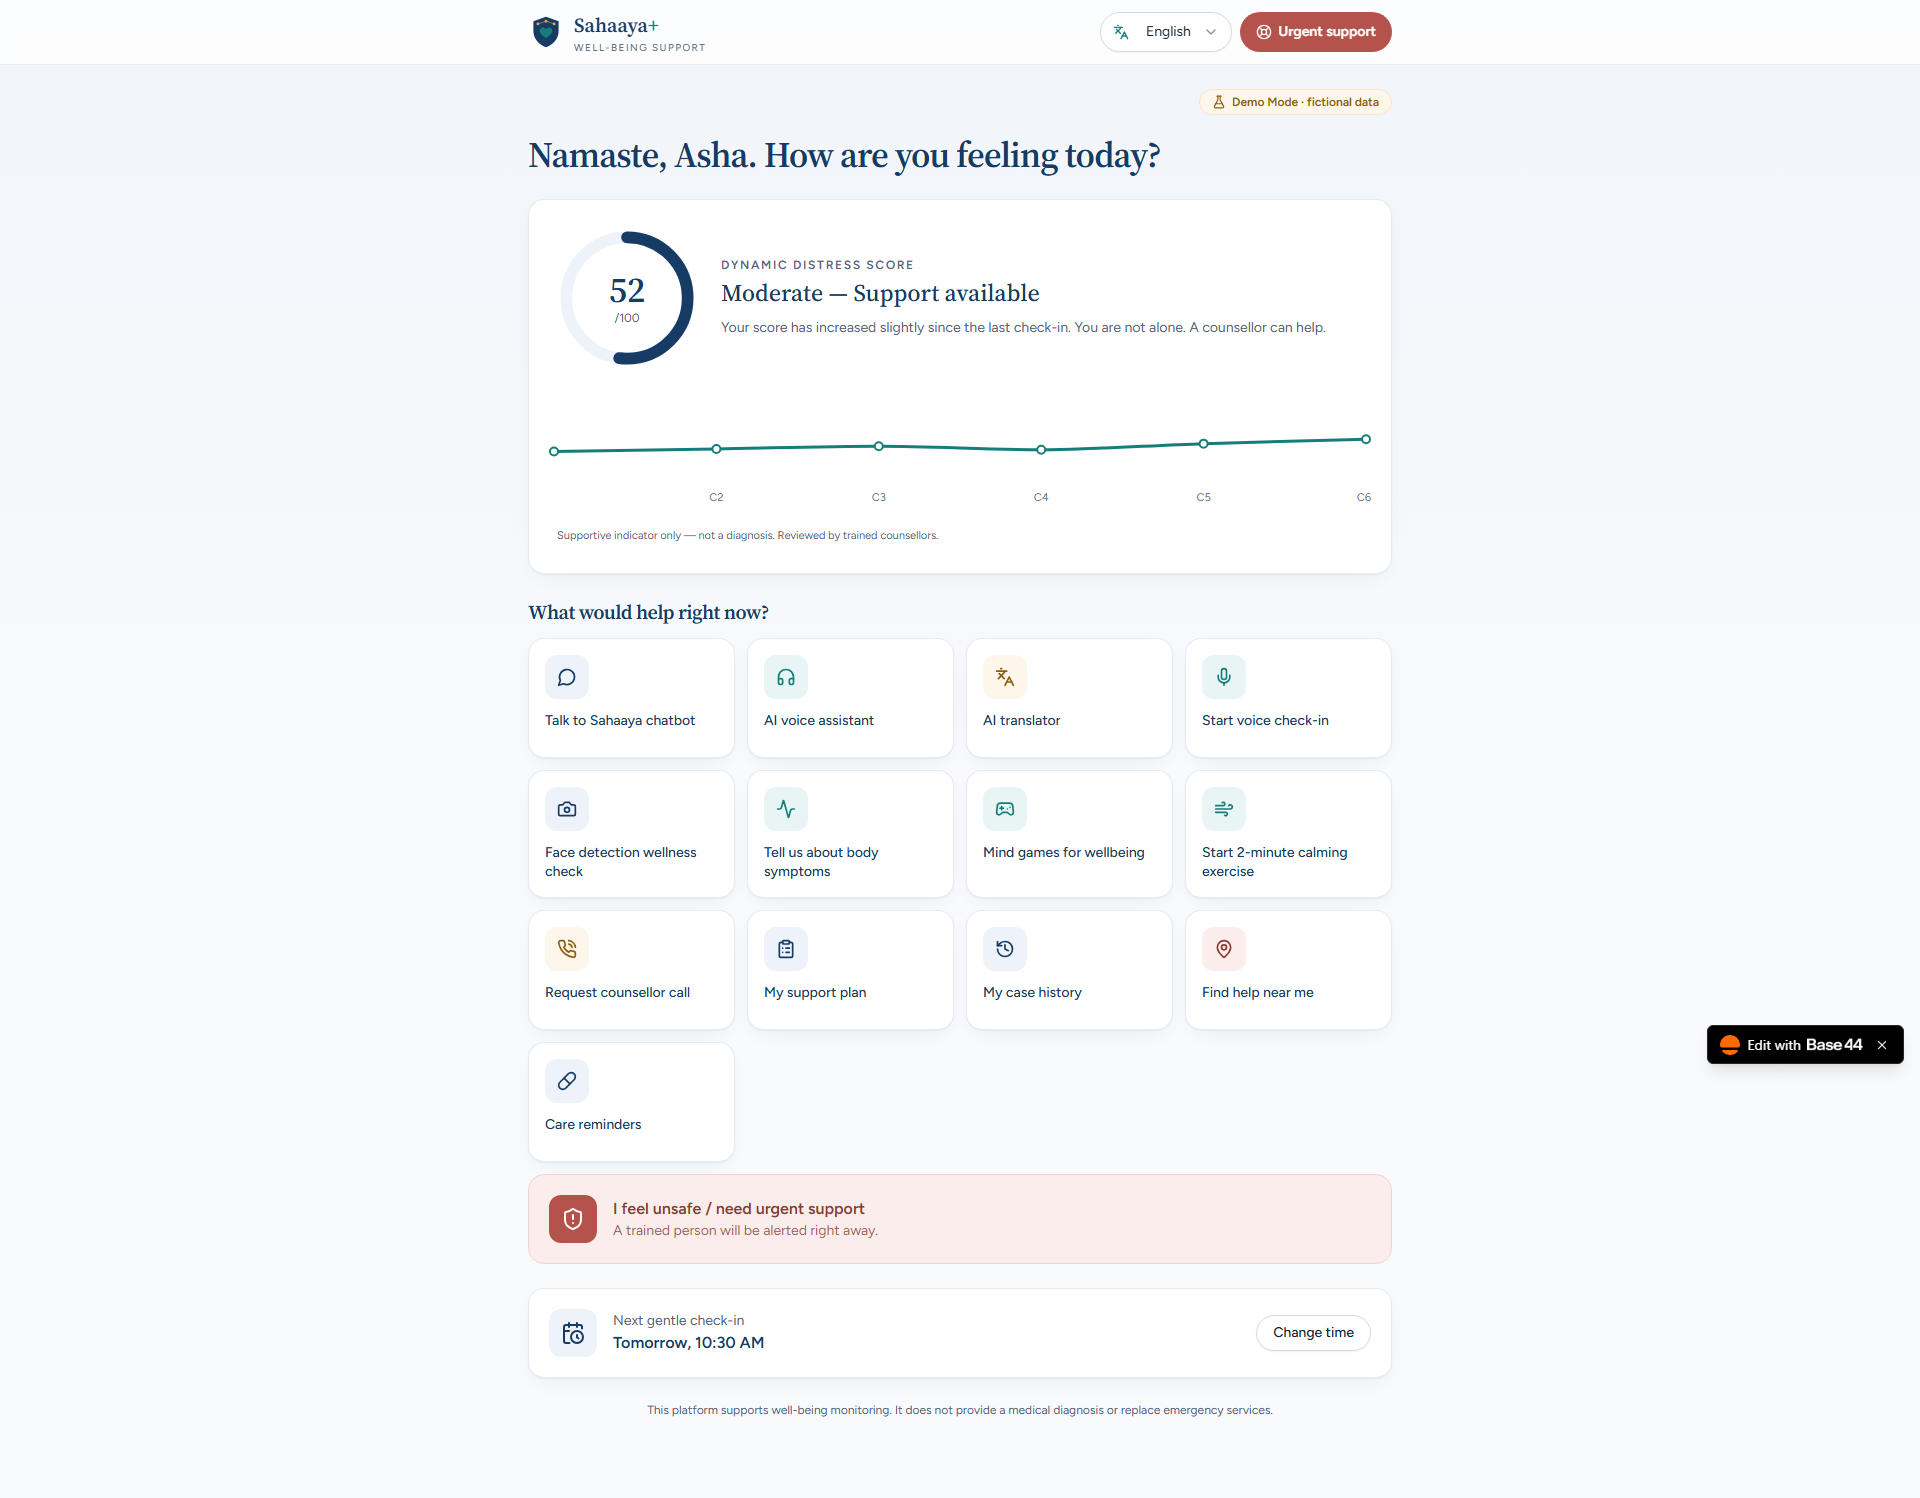 Sahaaya+
WELL-BEING SUPPORT
English
Urgent support
Demo Mode · fictional data
Namaste, Asha. How are you feeling today?
52
/100
DYNAMIC DISTRESS SCORE
Moderate — Support available
Your score has increased slightly since the last check-in. You are not alone. A counsellor can help.
C2 C3 C4 C5 C6
Supportive indicator only — not a diagnosis. Reviewed by trained counsellors.
What would help right now?
Talk to Sahaaya chatbot
AI voice assistant
AI translator
Start voice check-in
Face detection wellness
check
Tell us about body
symptoms
Mind games for wellbeing
Start 2-minute calming
exercise
Request counsellor call
My support plan
My case history
Find help near me
Edit with Base44
Care reminders
I feel unsafe / need urgent support
A trained person will be alerted right away.
Next gentle check-in
Tomorrow, 10:30 AM
Change time
This platform supports well-being monitoring. It does not provide a medical diagnosis or replace emergency services.